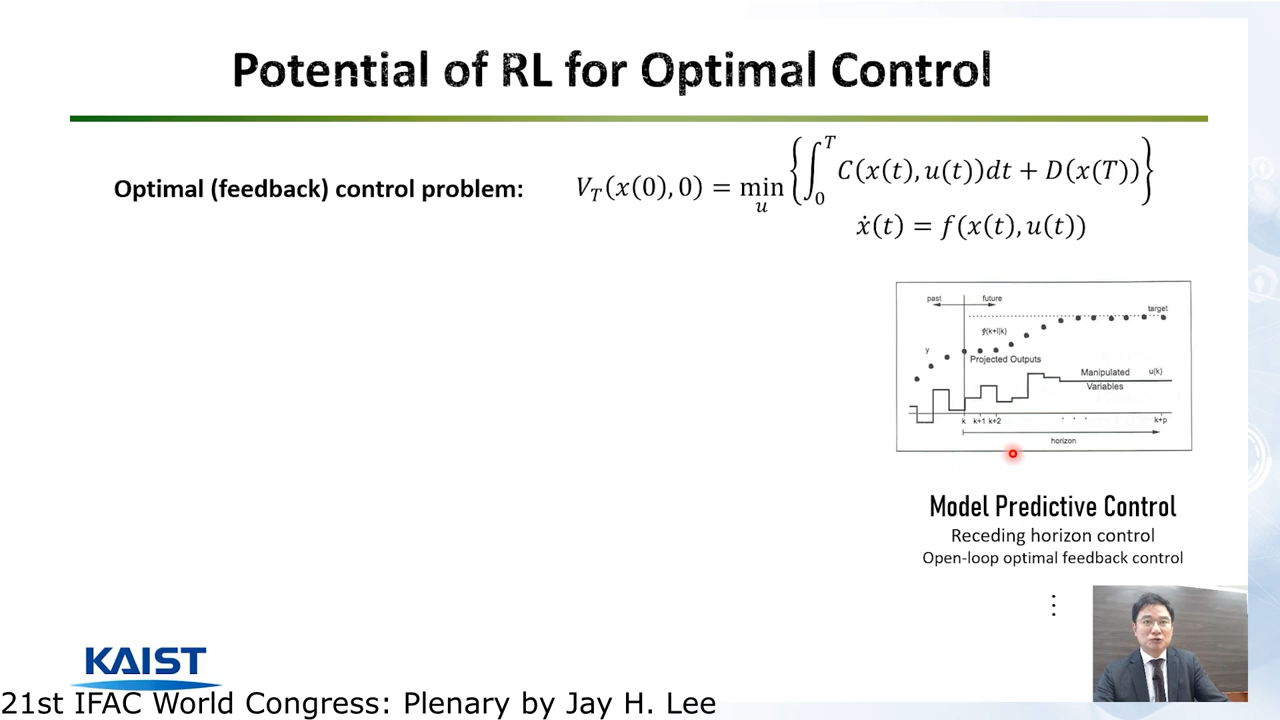 Potential of RL for Optimal Control
Optimal (feedback) control problem:
V_T(x(0), 0) = min_u { ∫_0^T C(x(t), u(t))dt + D(x(T)) }
ẋ(t) = f(x(t), u(t))
past future
target
ŷ(k+l|k)
y
Projected Outputs
Manipulated u(k)
Variables
k k+1 k+2 . . . k+p
horizon
Model Predictive Control
Receding horizon control
Open-loop optimal feedback control
⋮
KAIST
21st IFAC World Congress: Plenary by Jay H. Lee